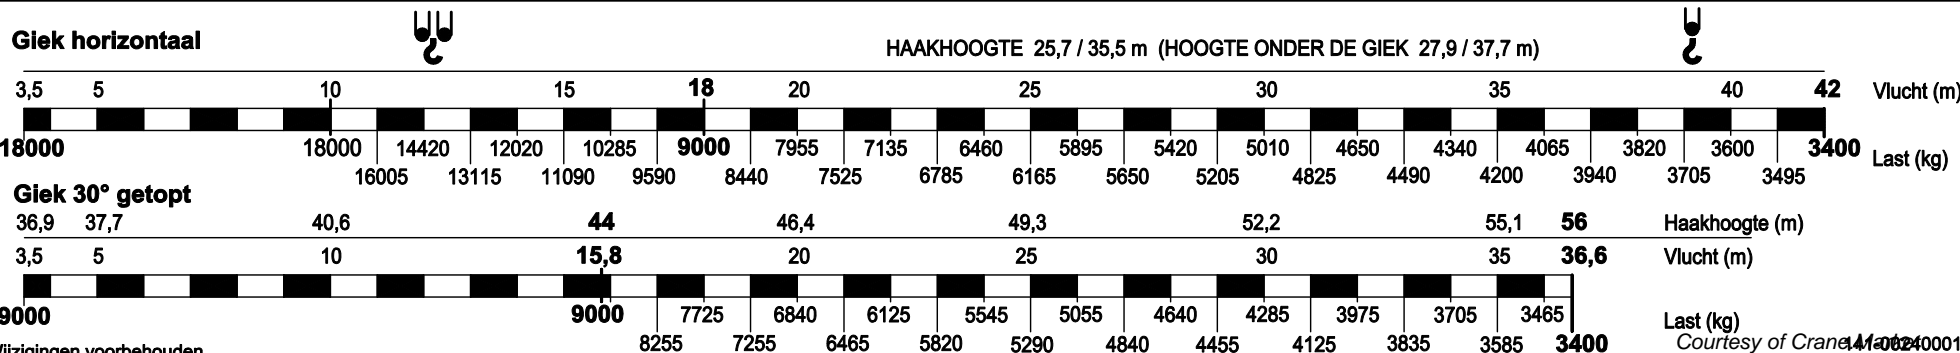 Giek horizontaal
HAAKHOOGTE 25,7 / 35,5 m (HOOGTE ONDER DE GIEK 27,9 / 37,7 m)
3,5 5 10 15 18 20 25 30 35 40 42 Vlucht (m)
18000 18000 14420 12020 10285 9000 7955 7135 6460 5895 5420 5010 4650 4340 4065 3820 3600 3400 Last (kg)
16005 13115 11090 9590 8440 7525 6785 6165 5650 5205 4825 4490 4200 3940 3705 3495
Giek 30° getopt
36,9 37,7 40,6 44 46,4 49,3 52,2 55,1 56 Haakhoogte (m)
3,5 5 10 15,8 20 25 30 35 36,6 Vlucht (m)
9000 9000 7725 6840 6125 5545 5055 4640 4285 3975 3705 3465 Last (kg)
8255 7255 6465 5820 5290 4840 4455 4125 3835 3585 3400
Wijzigingen voorbehouden
Courtesy of Crane